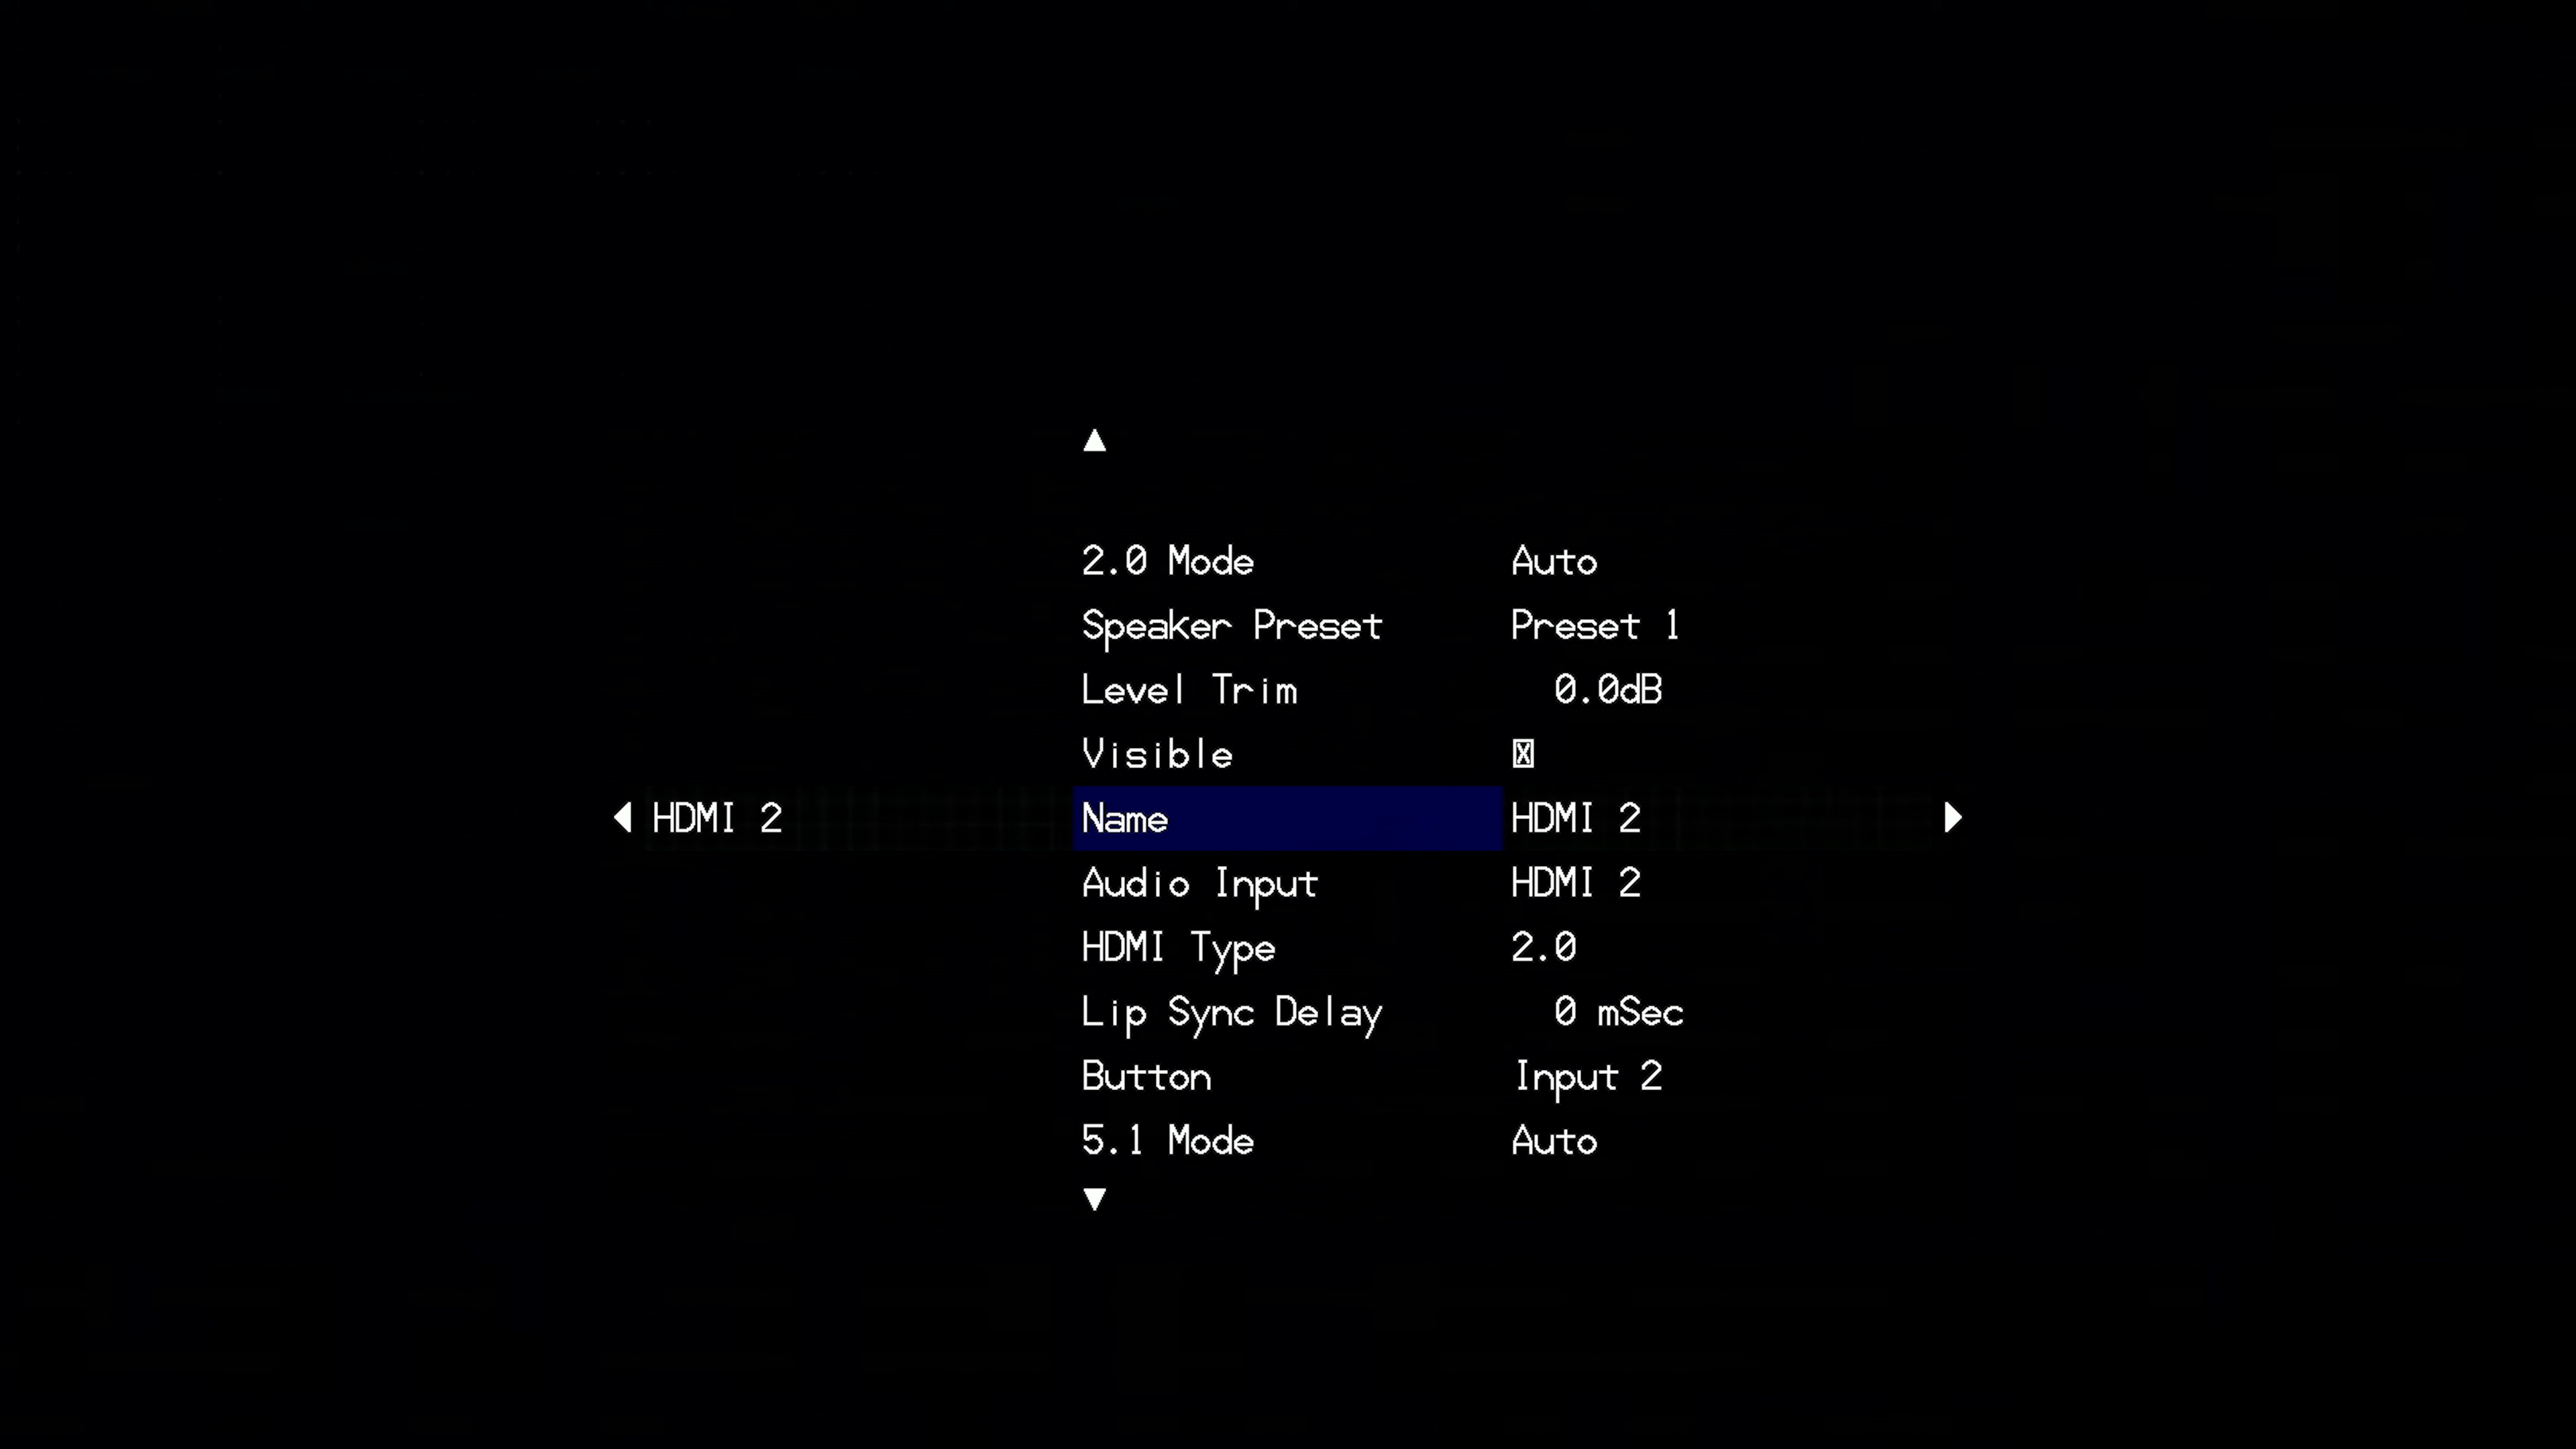 2.0 Mode Auto
Speaker Preset Preset 1
Level Trim 0.0dB
Visible
HDMI 2 Name HDMI 2
Audio Input HDMI 2
HDMI Type 2.0
Lip Sync Delay 0 mSec
Button Input 2
5.1 Mode Auto